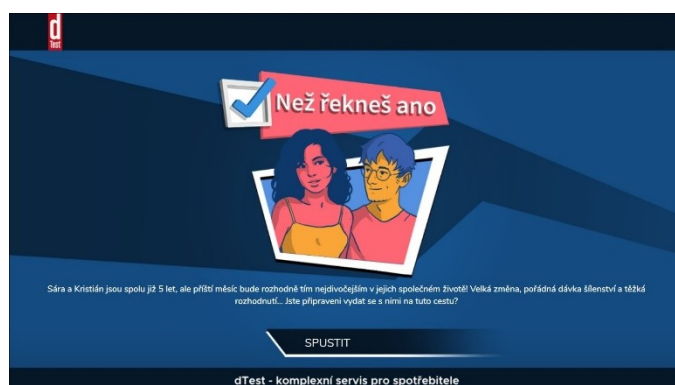 d
Test
Než řekneš ano
Sára a Kristián jsou spolu již 5 let, ale příští měsíc bude rozhodně tím nejdivočejším v jejich společném životě! Velká změna, pořádná dávka šílenství a těžká
rozhodnutí... Jste připraveni vydat se s nimi na tuto cestu?
SPUSTIT
dTest - komplexní servis pro spotřebitele